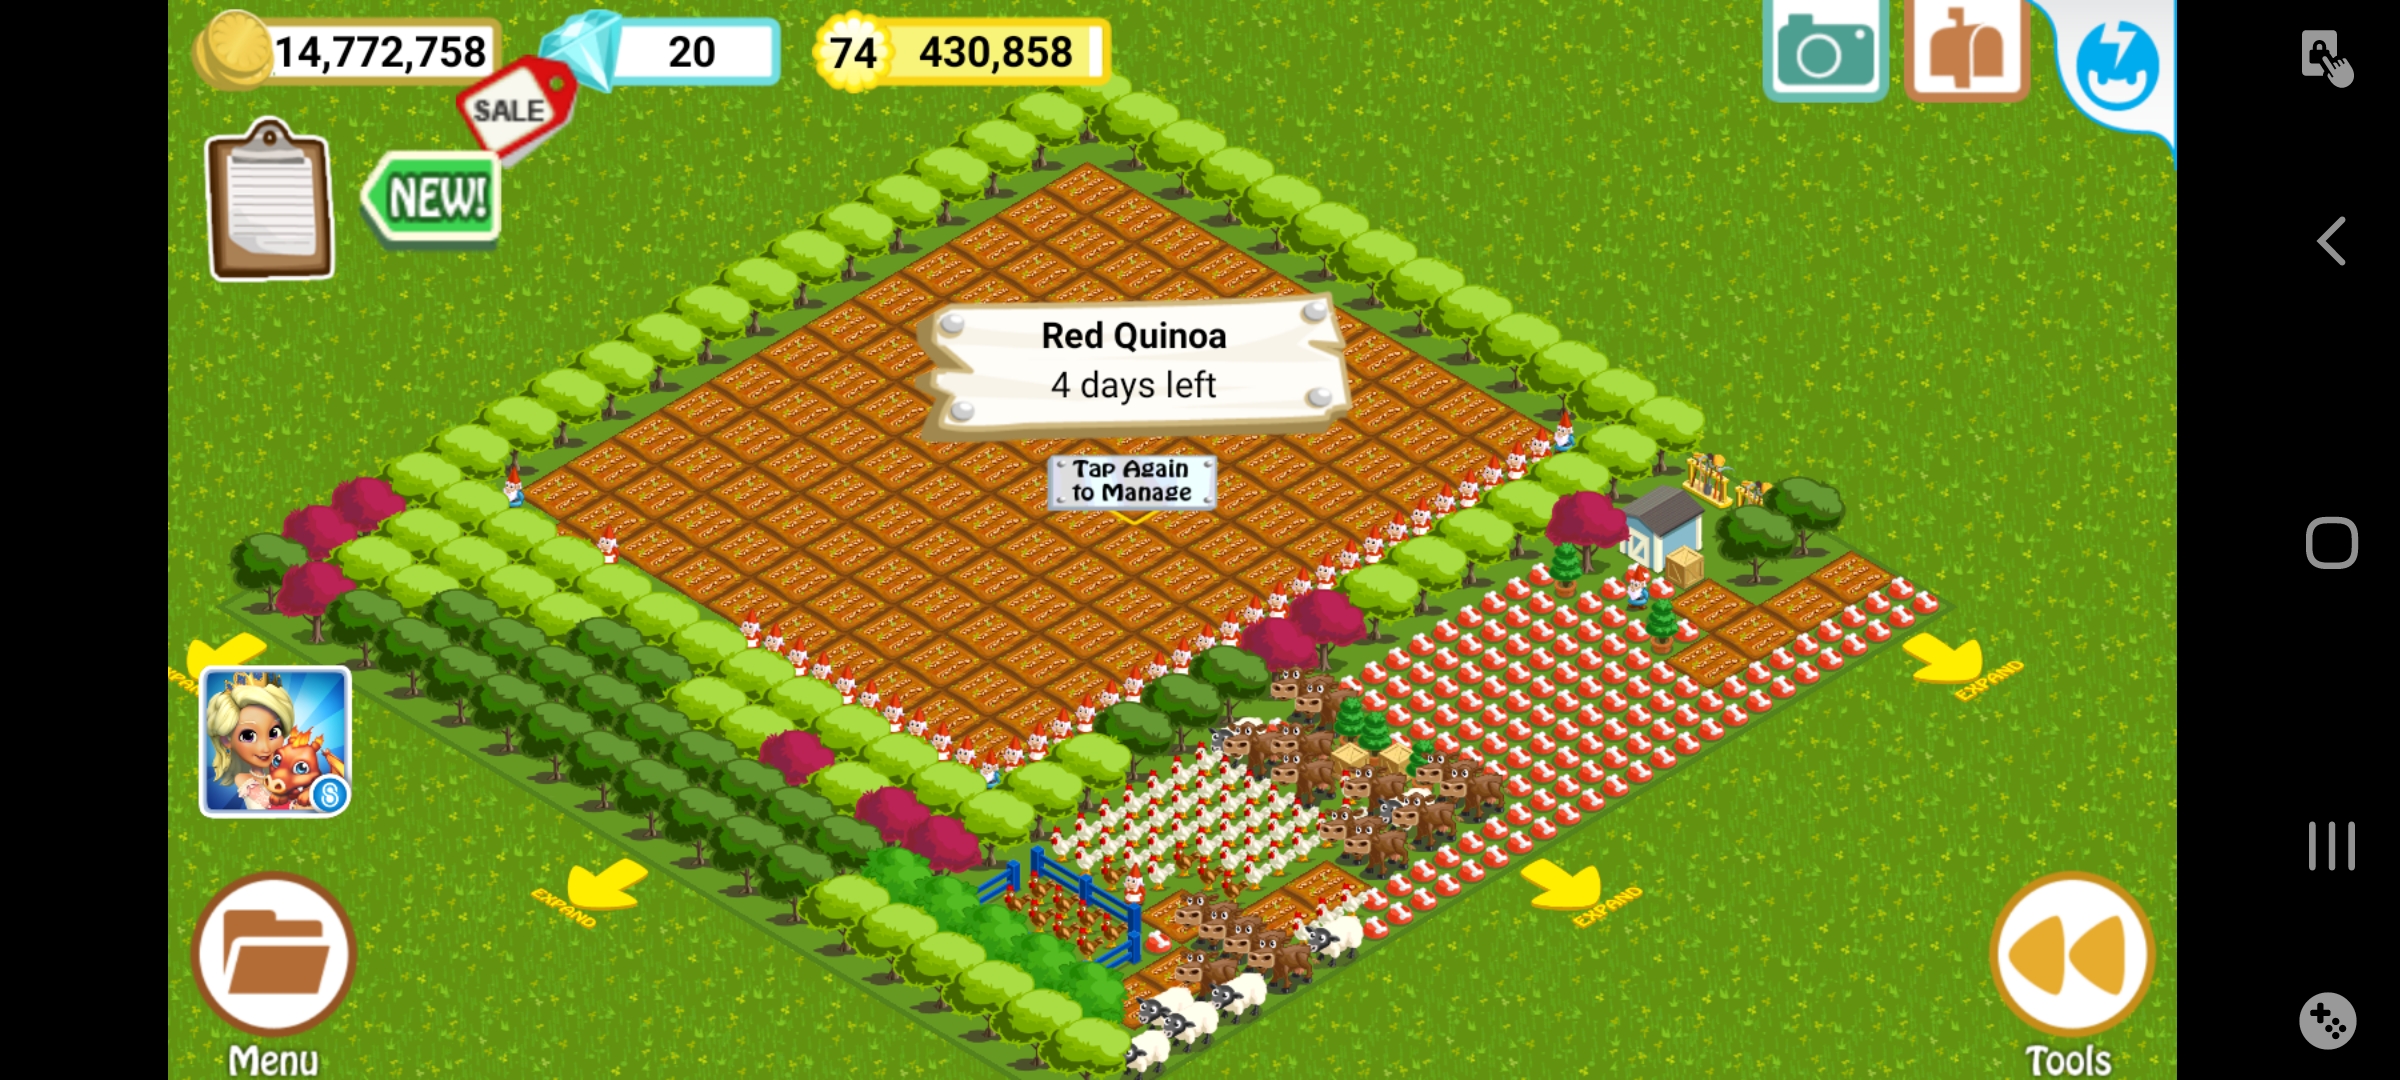 14,772,758
20
74
430,858
SALE
NEW!
Red Quinoa
4 days left
Tap Again
to Manage
EXPAND
EXPAND
EXPAND
Menu
Tools